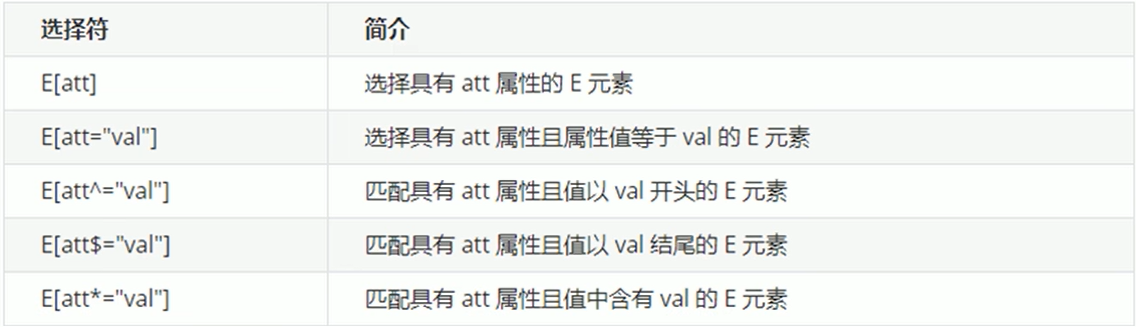 选择符 简介
E[att] 选择具有 att 属性的 E 元素
E[att="val"] 选择具有 att 属性且属性值等于 val 的 E 元素
E[att^="val"] 匹配具有 att 属性且值以 val 开头的 E 元素
E[att$="val"] 匹配具有 att 属性且值以 val 结尾的 E 元素
E[att*="val"] 匹配具有 att 属性且值中含有 val 的 E 元素